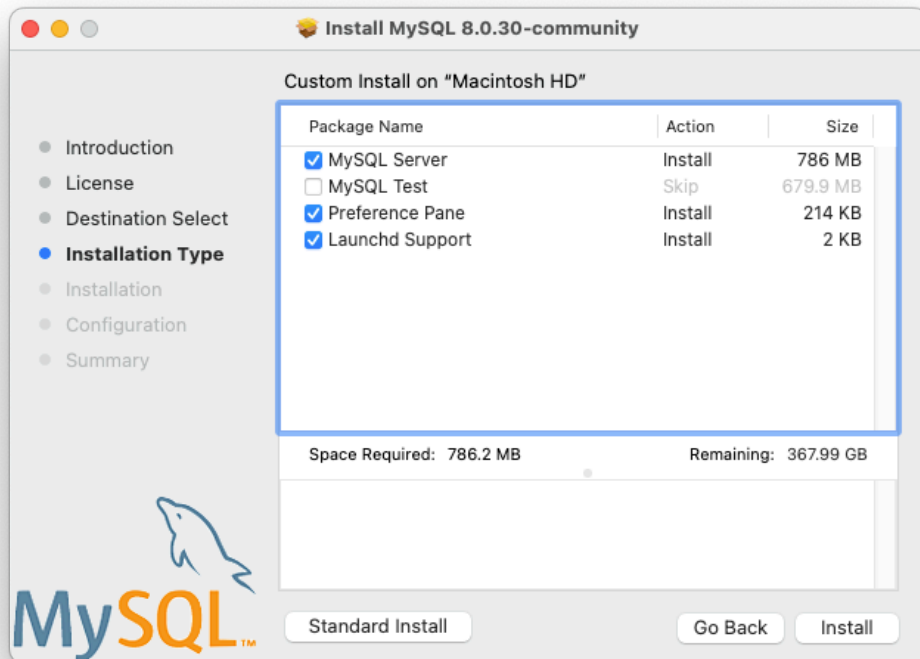 Install MySQL 8.0.30-community
Custom Install on “Macintosh HD”
Introduction
License
Destination Select
Installation Type
Installation
Configuration
Summary
Package Name Action Size
MySQL Server Install 786 MB
MySQL Test Skip 679.9 MB
Preference Pane Install 214 KB
Launchd Support Install 2 KB
Space Required: 786.2 MB Remaining: 367.99 GB
MySQL™
Standard Install Go Back Install